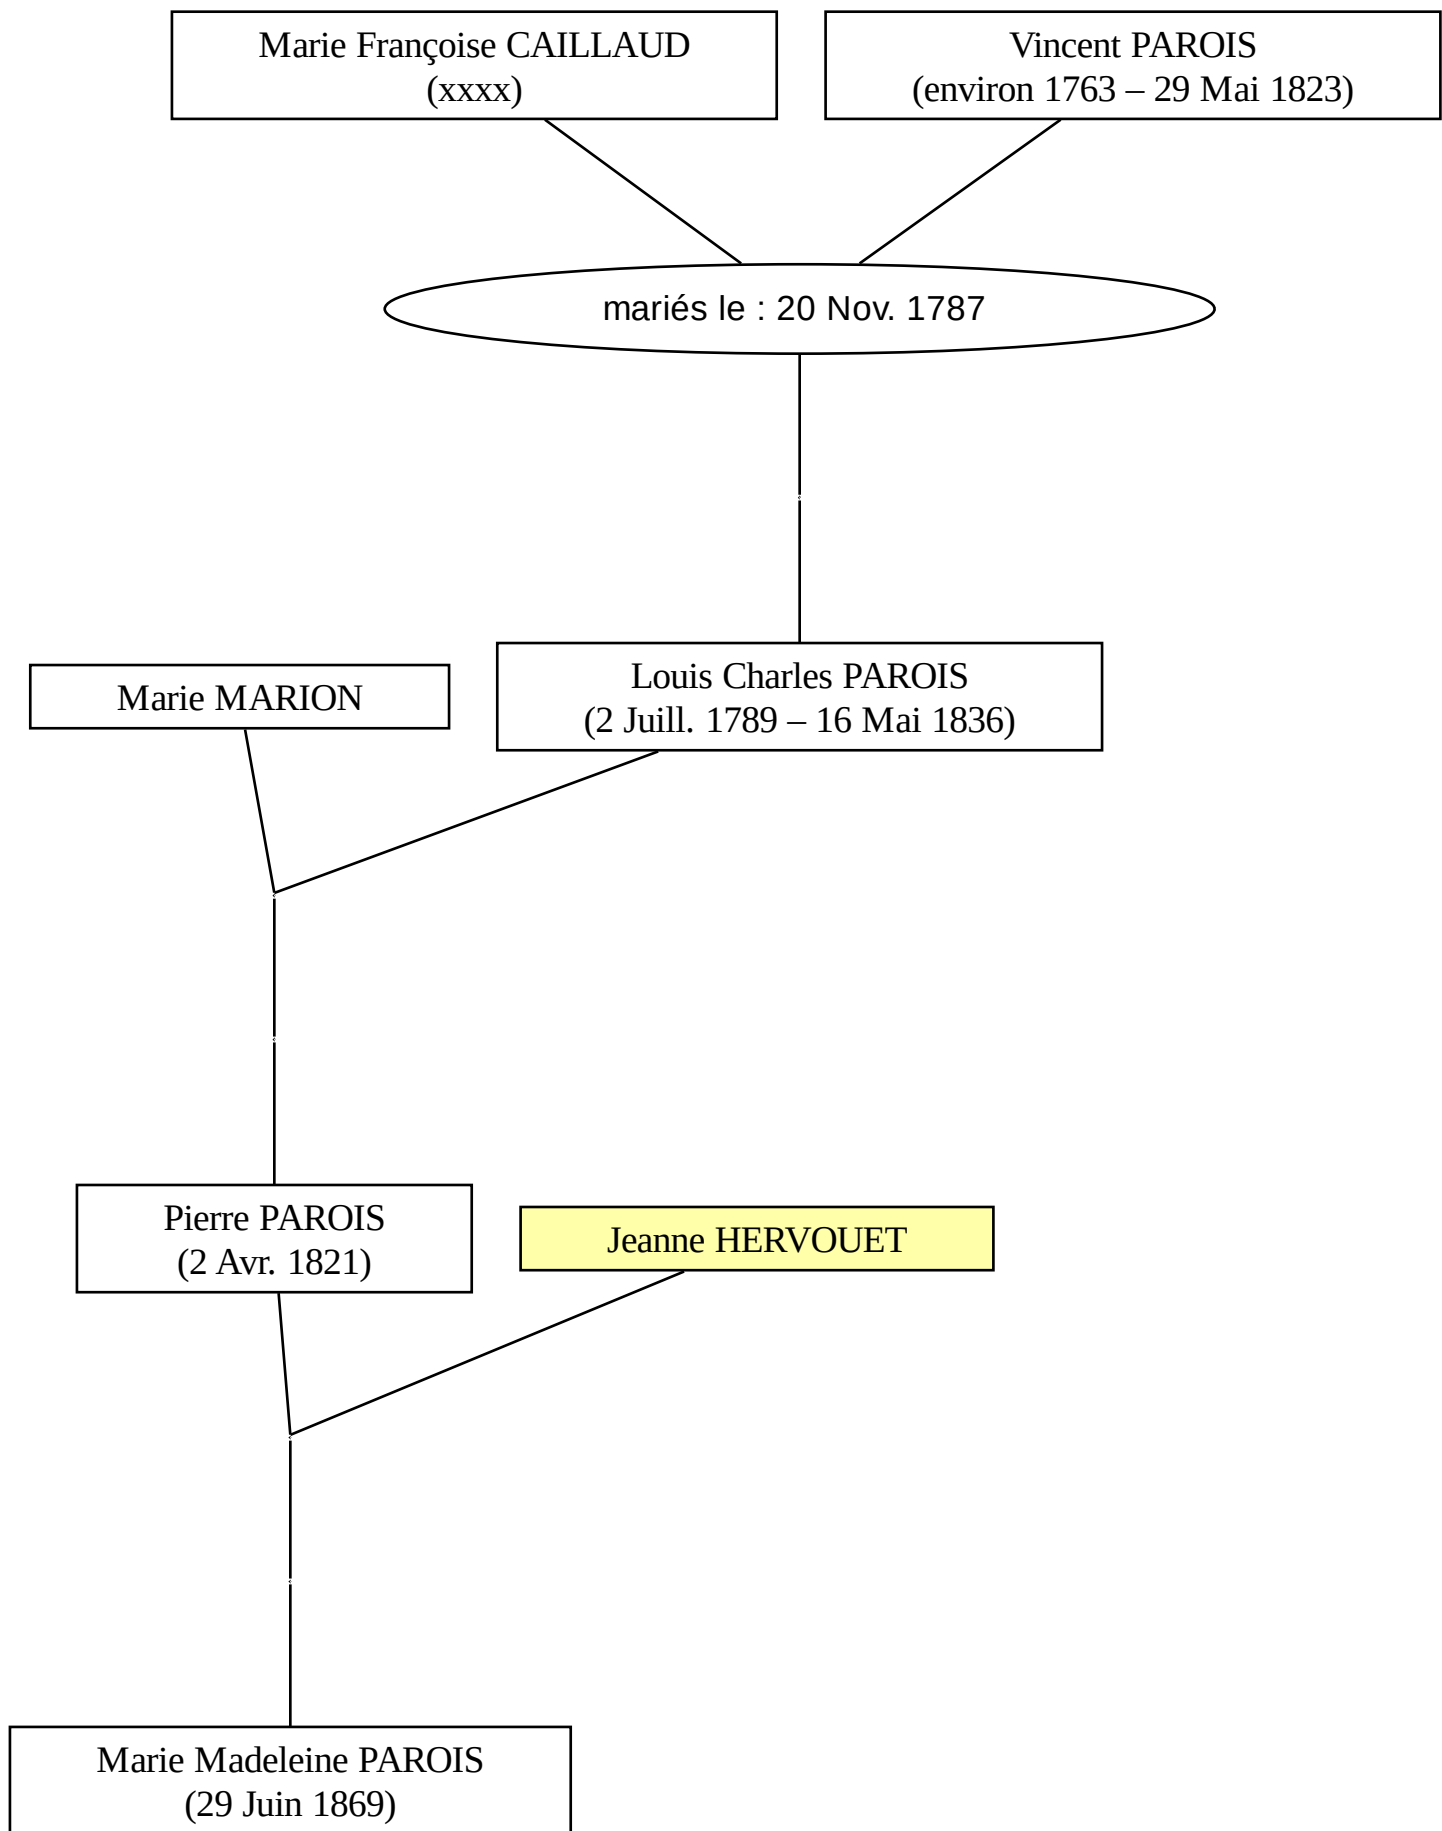 Marie Françoise CAILLAUD
(xxxx)
Vincent PAROIS
(environ 1763 – 29 Mai 1823)
mariés le : 20 Nov. 1787
Marie MARION
Louis Charles PAROIS
(2 Juill. 1789 – 16 Mai 1836)
Pierre PAROIS
(2 Avr. 1821)
Jeanne HERVOUET
Marie Madeleine PAROIS
(29 Juin 1869)